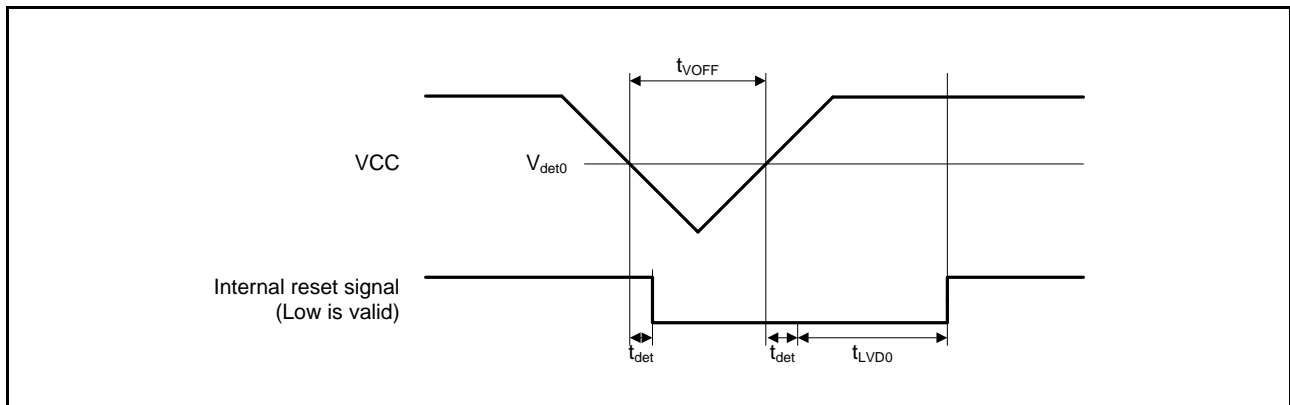 tVOFF
VCC
Vdet0
Internal reset signal
(Low is valid)
tdet
tdet
tLVD0